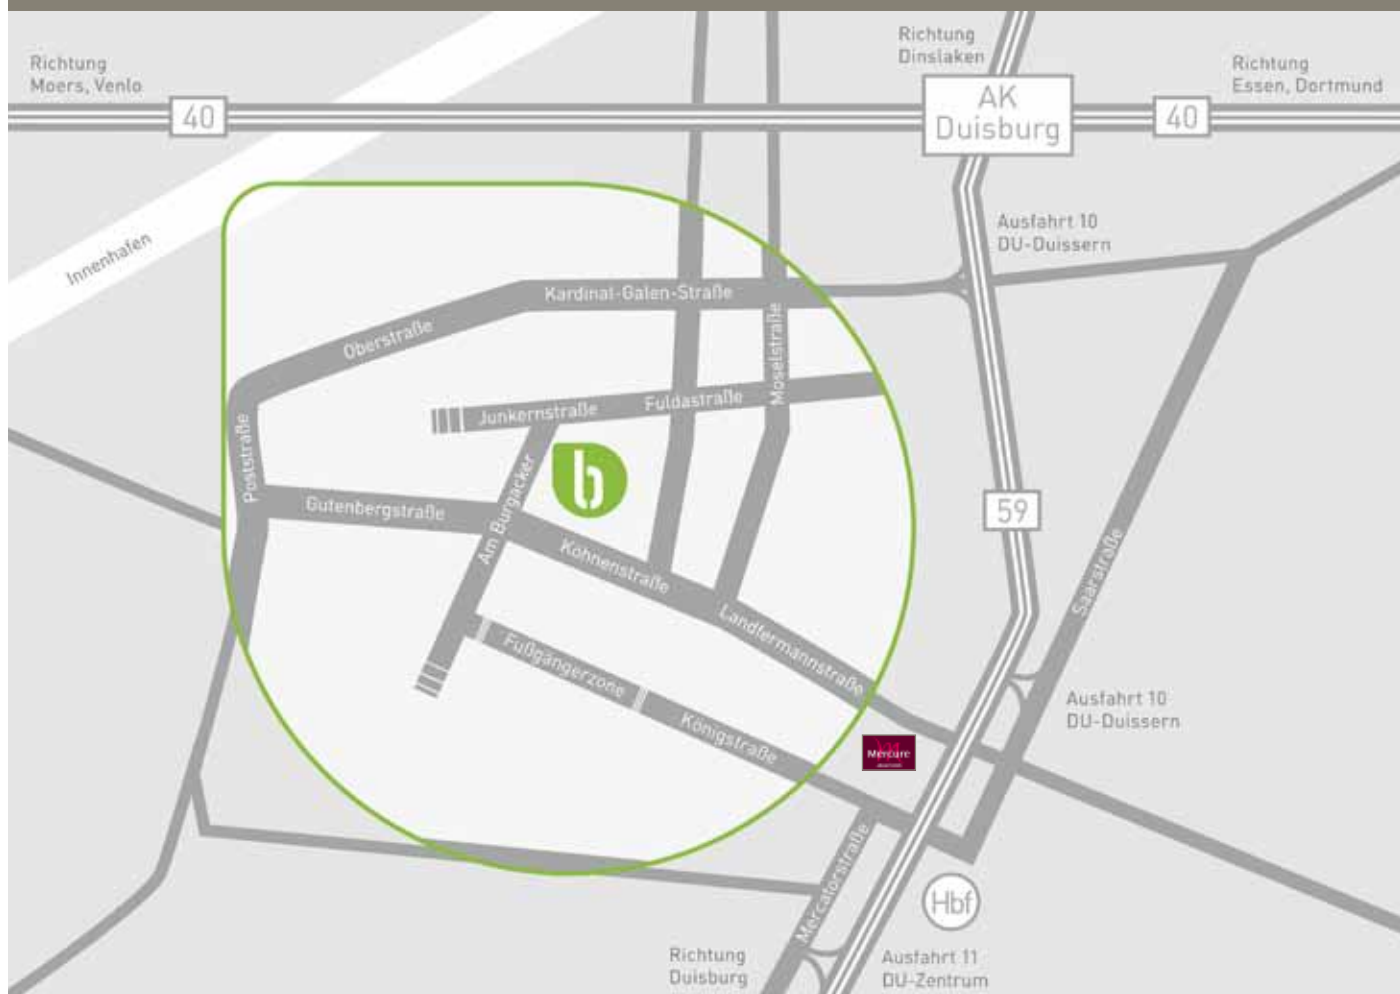 Richtung
Moers, Venlo
40
Richtung
Dinslaken
AK
Duisburg
40
Richtung
Essen, Dortmund
Innenhafen
Ausfahrt 10
DU-Duissern
Kardinal-Galen-Straße
Oberstraße
Moselstraße
Junkernstraße
Fuldastraße
Poststraße
Gutenbergstraße
Am Burgacker
b
Köhnenstraße
59
Saarstraße
Landfermannstraße
Fußgängerzone
Königstraße
Mercure
Ausfahrt 10
DU-Duissern
Mercatorstraße
Hbf
Richtung
Duisburg
Ausfahrt 11
DU-Zentrum